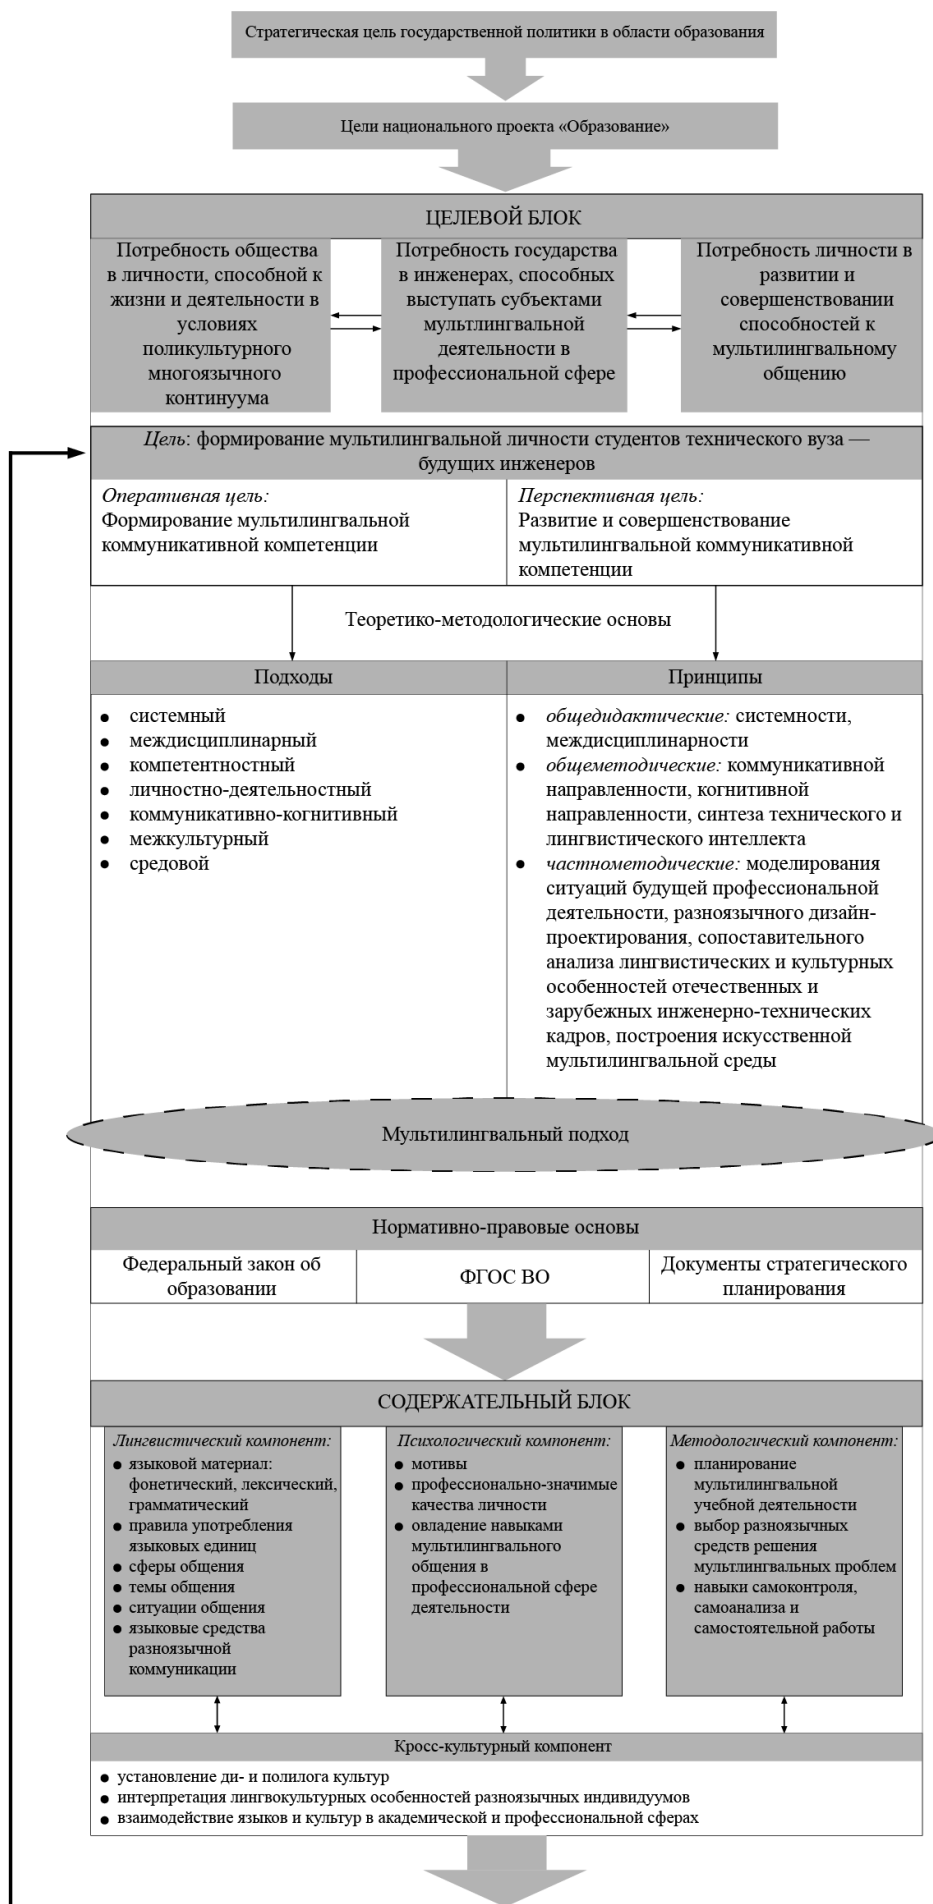 Стратегическая цель государственной политики в области образования
Цели национального проекта «Образование»
ЦЕЛЕВОЙ БЛОК
Потребность общества
в личности, способной к
жизни и деятельности в
условиях
поликультурного
многоязычного
континуума
Потребность государства
в инженерах, способных
выступать субъектами
мультлингвальной
деятельности в
профессиональной сфере
Потребность личности в
развитии и
совершенствовании
способностей к
мультилингвальному
общению
Цель: формирование мультилингвальной личности студентов технического вуза —
будущих инженеров
Оперативная цель:
Формирование мультилингвальной
коммуникативной компетенции
Перспективная цель:
Развитие и совершенствование
мультилингвальной коммуникативной
компетенции
Теоретико-методологические основы
Подходы
● системный
● междисциплинарный
● компетентностный
● личностно-деятельностный
● коммуникативно-когнитивный
● межкультурный
● средовой
Принципы
● общедидактические: системности,
междисциплинарности
● общеметодические: коммуникативной
направленности, когнитивной
направленности, синтеза технического и
лингвистического интеллекта
● частнометодические: моделирования
ситуаций будущей профессиональной
деятельности, разноязычного дизайн-
проектирования, сопоставительного
анализа лингвистических и культурных
особенностей отечественных и
зарубежных инженерно-технических
кадров, построения искусственной
мультилингвальной среды
Мультилингвальный подход
Нормативно-правовые основы
Федеральный закон об
образовании
ФГОС ВО
Документы стратегического
планирования
СОДЕРЖАТЕЛЬНЫЙ БЛОК
Лингвистический компонент:
● языковой материал:
фонетический, лексический,
грамматический
● правила употребления
языковых единиц
● сферы общения
● темы общения
● ситуации общения
● языковые средства
разноязычной
коммуникации
Психологический компонент:
● мотивы
● профессионально-значимые
качества личности
● овладение навыками
мультилингвального
общения в
профессиональной сфере
деятельности
Методологический компонент:
● планирование
мультилингвальной
учебной деятельности
● выбор разноязычных
средств решения
мультлингвальных проблем
● навыки самоконтроля,
самоанализа и
самостоятельной работы
Кросс-культурный компонент
● установление ди- и полилога культур
● интерпретация лингвокультурных особенностей разноязычных индивидуумов
● взаимодействие языков и культур в академической и профессиональной сферах